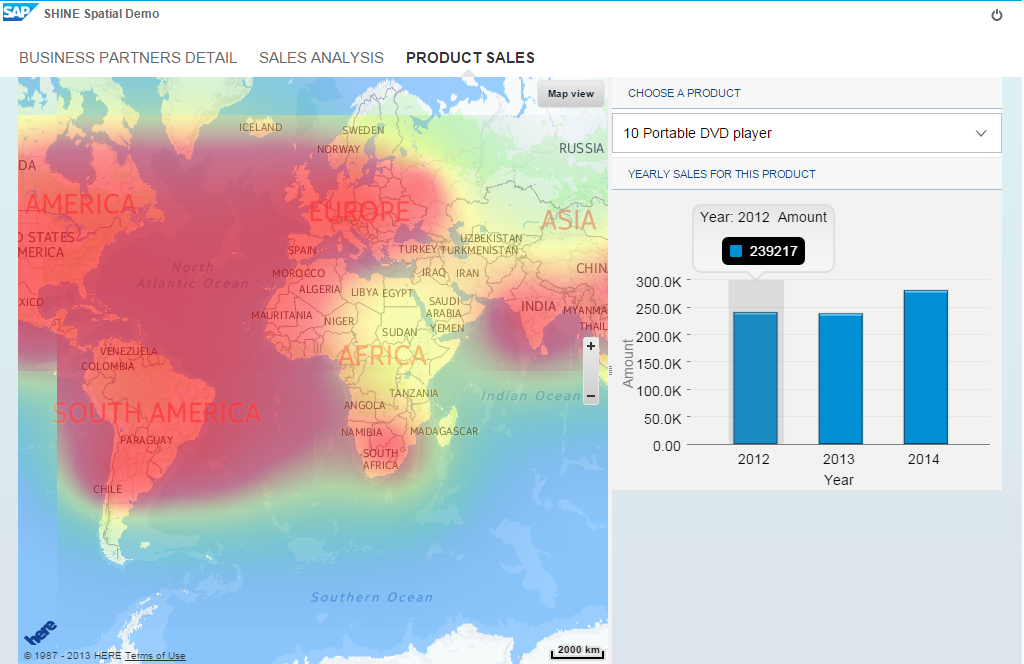 SAP SHINE Spatial Demo
BUSINESS PARTNERS DETAIL SALES ANALYSIS PRODUCT SALES
Map view
ICELAND
SWEDEN
NORWAY
RUSSIA
DA
AMERICA
EUROPE
ASIA
D STATES
MERICA
SPAIN
TURKEY
UZBEKISTAN
TURKMENISTAN
North
Atlantic Ocean
MOROCCO
IRAQ
IRAN
CHIN
ALGERIA
LIBYA
EGYPT
XICO
SAUDI
ARABIA
INDIA
MYANMA
MAURITANIA
NIGER
SUDAN
YEMEN
THAIL
VENEZUELA
COLOMBIA
AFRICA
+
−
TANZANIA
Indian Ocean
ANGOLA
SOUTH AMERICA
NAMIBIA
MADAGASCAR
PARAGUAY
SOUTH
AFRICA
CHILE
Southern Ocean
here
© 1987 - 2013 HERE Terms of Use
2000 km
CHOOSE A PRODUCT
10 Portable DVD player
YEARLY SALES FOR THIS PRODUCT
Year: 2012 Amount
239217
300.0K
250.0K
200.0K
150.0K
100.0K
50.0K
0.00
Amount
2012 2013 2014
Year